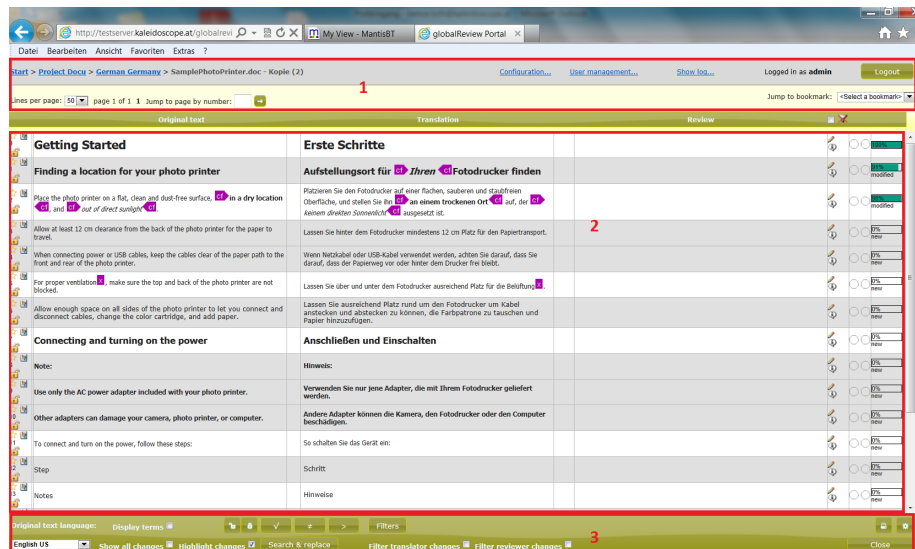 http://testserver.kaleidoscope.at/globalrevi
My View - MantisBT
globalReview Portal
Datei Bearbeiten Ansicht Favoriten Extras ?
Start > Project Docu > German Germany > SamplePhotoPrinter.doc - Kopie (2)
Configuration...
User management...
Show log...
Logged in as admin
Logout
1
Lines per page: 50 page 1 of 1 1 Jump to page by number:
Jump to bookmark: <Select a bookmark>
Original text
Translation
Review
Getting Started
Erste Schritte
100%
Finding a location for your photo printer
Aufstellungsort für cf Ihren cf Fotodrucker finden
91%
modified
Place the photo printer on a flat, clean and dust-free surface, cf in a dry location
cf, and cf out of direct sunlight cf.
Platzieren Sie den Fotodrucker auf einer flachen, sauberen und staubfreien
Oberfläche, und stellen Sie ihn cf an einem trockenen Ort cf auf, der cf
keinem direkten Sonnenlicht cf ausgesetzt ist.
modified
2
Allow at least 12 cm clearance from the back of the photo printer for the paper to
travel.
Lassen Sie hinter dem Fotodrucker mindestens 12 cm Platz für den Papiertransport.
0%
new
When connecting power or USB cables, keep the cables clear of the paper path to the
front and rear of the photo printer.
Wenn Netzkabel oder USB-Kabel verwendet werden, achten Sie darauf, dass Sie
darauf, dass der Papierweg vor oder hinter dem Drucker frei bleibt.
0%
new
For proper ventilation x, make sure the top and back of the photo printer are not
blocked.
Lassen Sie über und unter dem Fotodrucker ausreichend Platz für die Belüftung x.
0%
new
Allow enough space on all sides of the photo printer to let you connect and
disconnect cables, change the color cartridge, and add paper.
Lassen Sie ausreichend Platz rund um den Fotodrucker um Kabel
anstecken und abstecken zu können, die Farbpatrone zu tauschen und
Papier hinzuzufügen.
0%
new
Connecting and turning on the power
Anschließen und Einschalten
0%
new
Note:
Hinweis:
0%
new
Use only the AC power adapter included with your photo printer.
Verwenden Sie nur jene Adapter, die mit Ihrem Fotodrucker geliefert
werden.
0%
new
Other adapters can damage your camera, photo printer, or computer.
Andere Adapter können die Kamera, den Fotodrucker oder den Computer
beschädigen.
0%
new
To connect and turn on the power, follow these steps:
So schalten Sie das Gerät ein:
0%
new
Step
Schritt
0%
new
Notes
Hinweise
0%
new
Original text language:
Display terms
√ ≠ >
Filters
3
English US
Show all changes
Highlight changes
Search & replace
Filter translator changes
Filter reviewer changes
Close